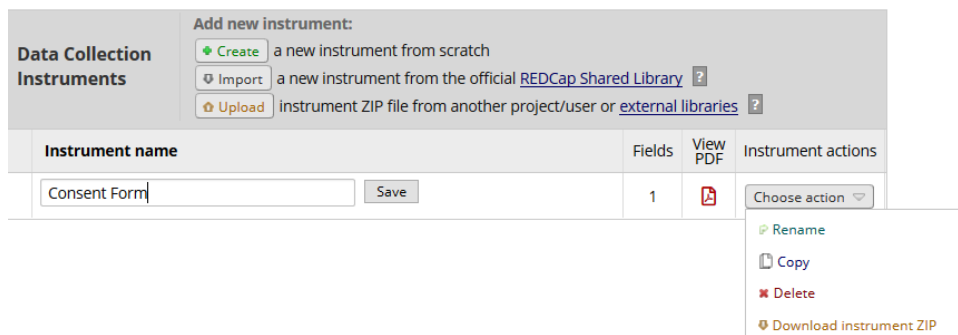 Data Collection Instruments
Add new instrument:
Create a new instrument from scratch
Import a new instrument from the official REDCap Shared Library ?
Upload instrument ZIP file from another project/user or external libraries ?
Instrument name Fields View PDF Instrument actions
Consent Form Save 1 Choose action
Rename
Copy
Delete
Download instrument ZIP